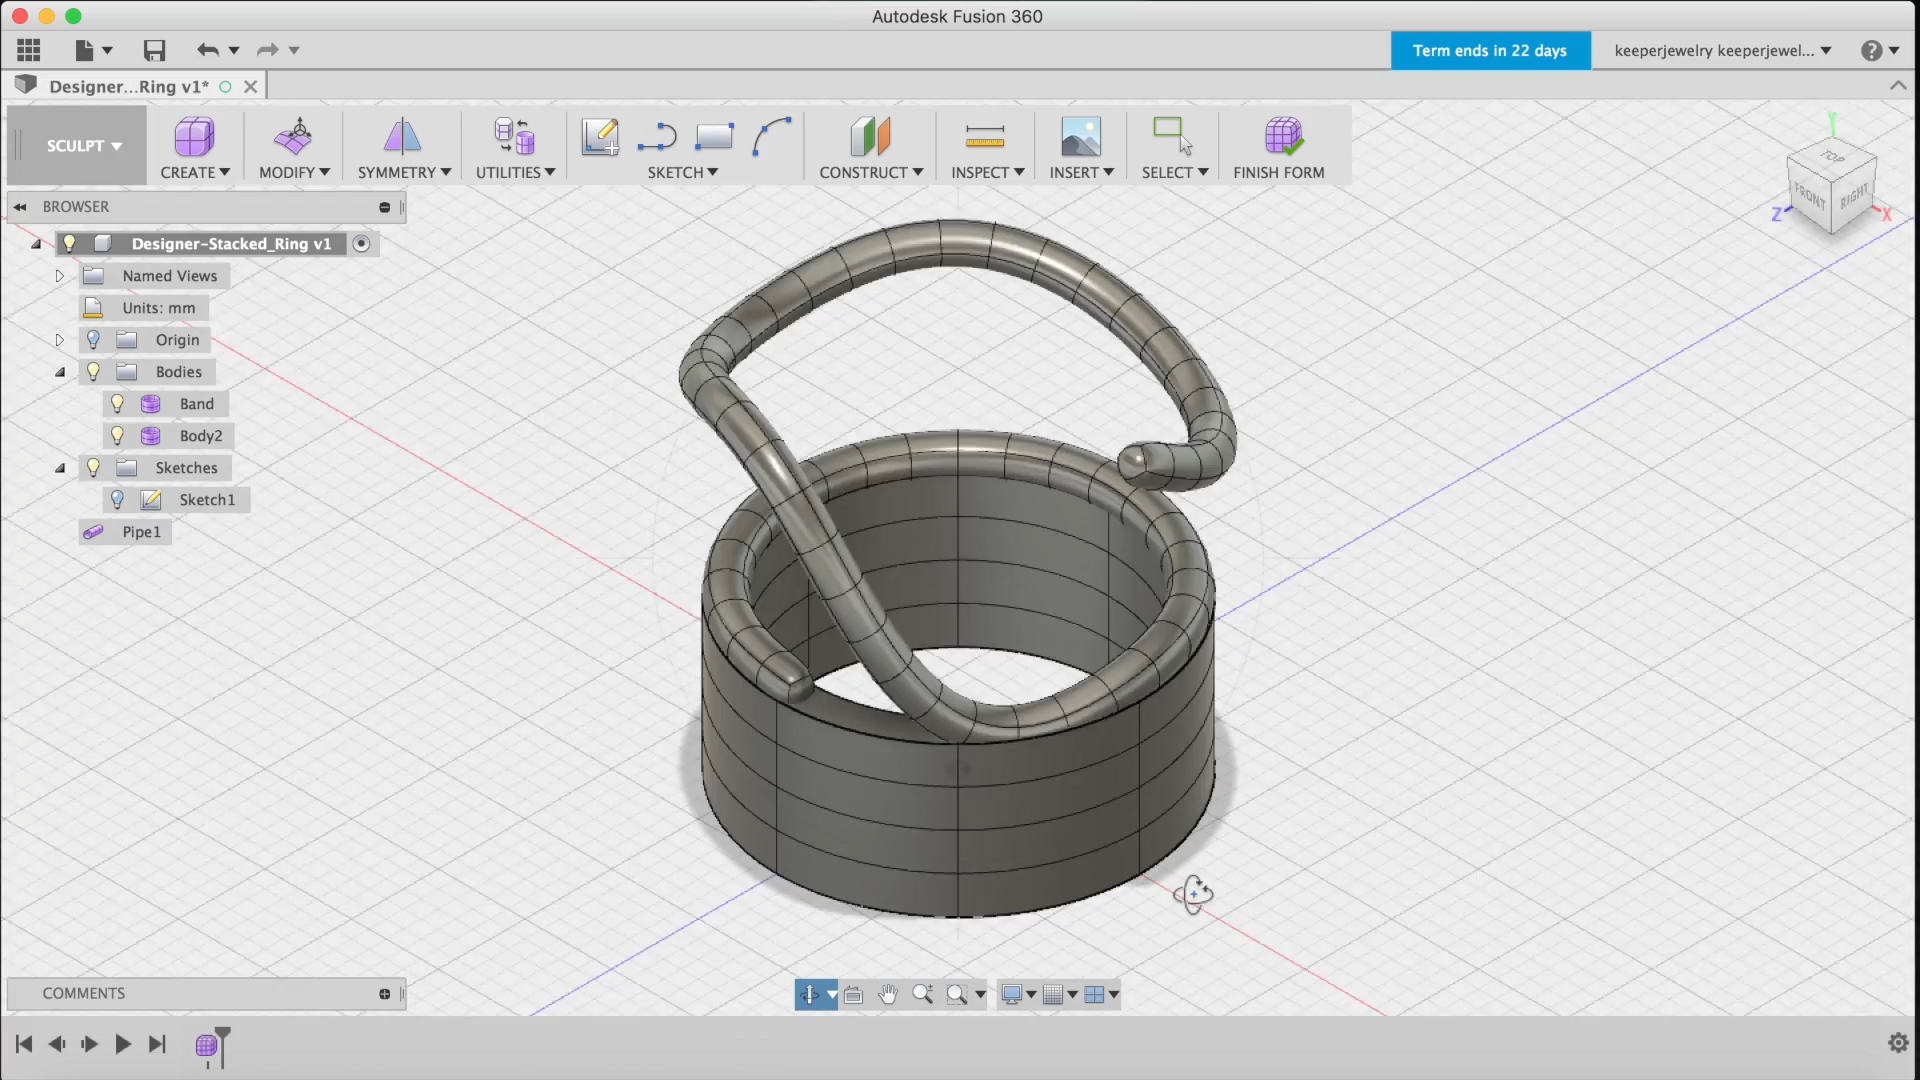 Autodesk Fusion 360
Term ends in 22 days
keeperjewelry keeperjewel...
Designer...Ring v1*
SCULPT
CREATE
MODIFY
SYMMETRY
UTILITIES
SKETCH
CONSTRUCT
INSPECT
INSERT
SELECT
FINISH FORM
BROWSER
Designer-Stacked_Ring v1
Named Views
Units: mm
Origin
Bodies
Band
Body2
Sketches
Sketch1
Pipe1
Y
TOP
FRONT
RIGHT
Z
X
COMMENTS